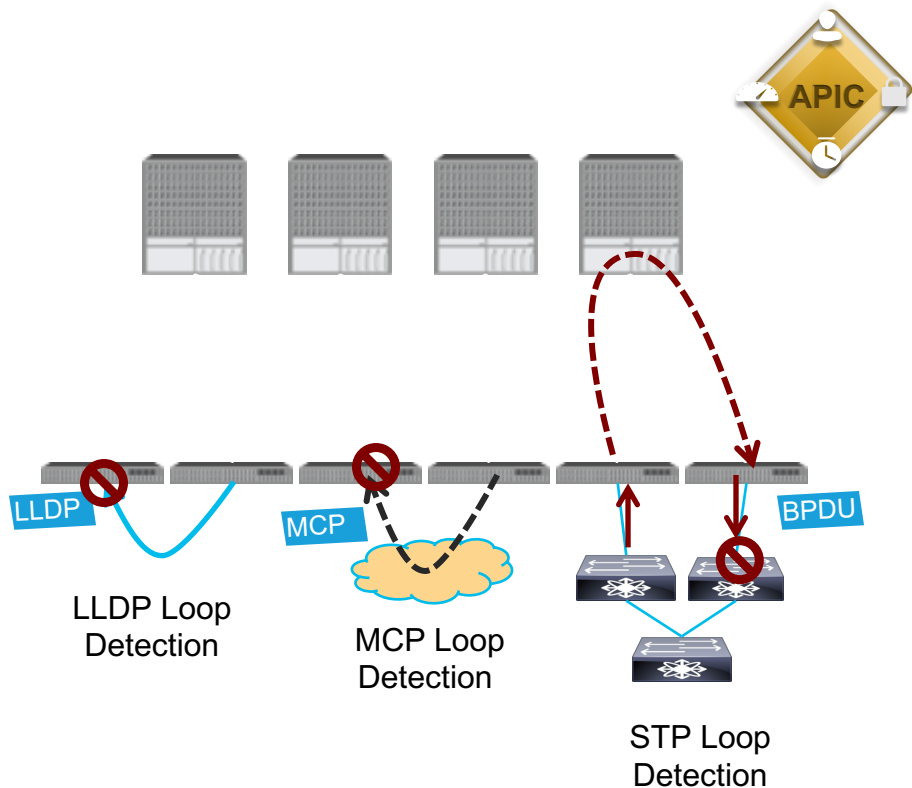 APIC
LLDP
MCP
BPDU
LLDP Loop
Detection
MCP Loop
Detection
STP Loop
Detection